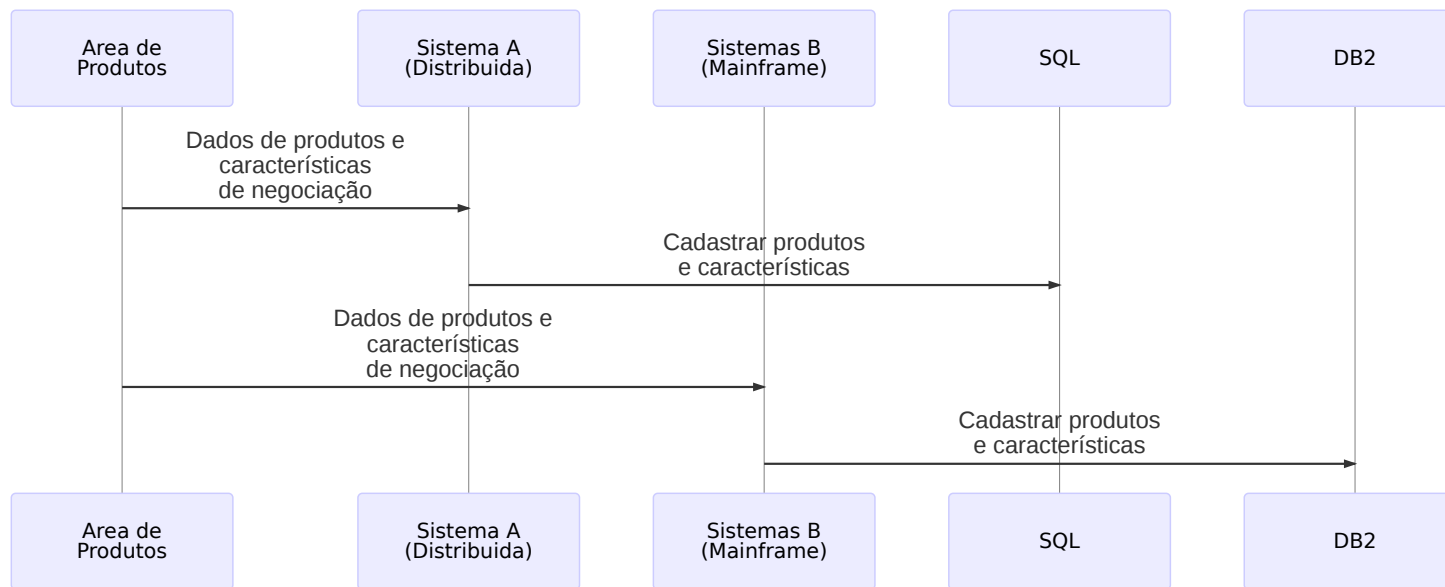 Area de
Produtos
Sistema A
(Distribuida)
Sistemas B
(Mainframe)
SQL
DB2
Dados de produtos e
características
de negociação
Cadastrar produtos
e características
Dados de produtos e
características
de negociação
Cadastrar produtos
e características
Area de
Produtos
Sistema A
(Distribuida)
Sistemas B
(Mainframe)
SQL
DB2